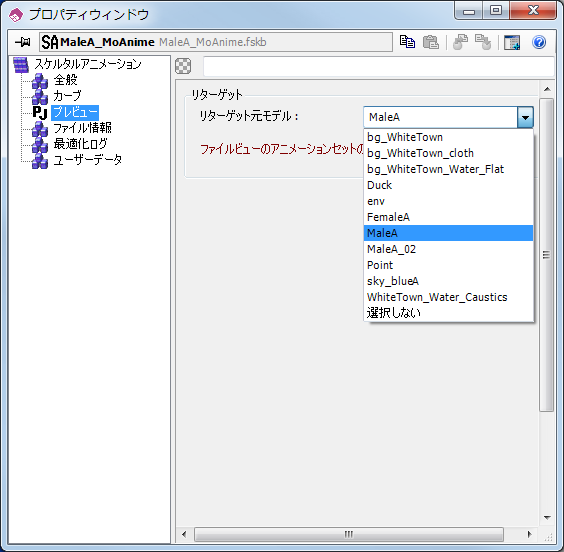 プロパティウィンドウ
SA MaleA_MoAnime MaleA_MoAnime.fskb
スケルタルアニメーション
全般
カーブ
PJ プレビュー
ファイル情報
最適化ログ
ユーザーデータ
リターゲット
リターゲット元モデル：
MaleA
ファイルビューのアニメーションセットの
bg_WhiteTown
bg_WhiteTown_cloth
bg_WhiteTown_Water_Flat
Duck
env
FemaleA
MaleA
MaleA_02
Point
sky_blueA
WhiteTown_Water_Caustics
選択しない